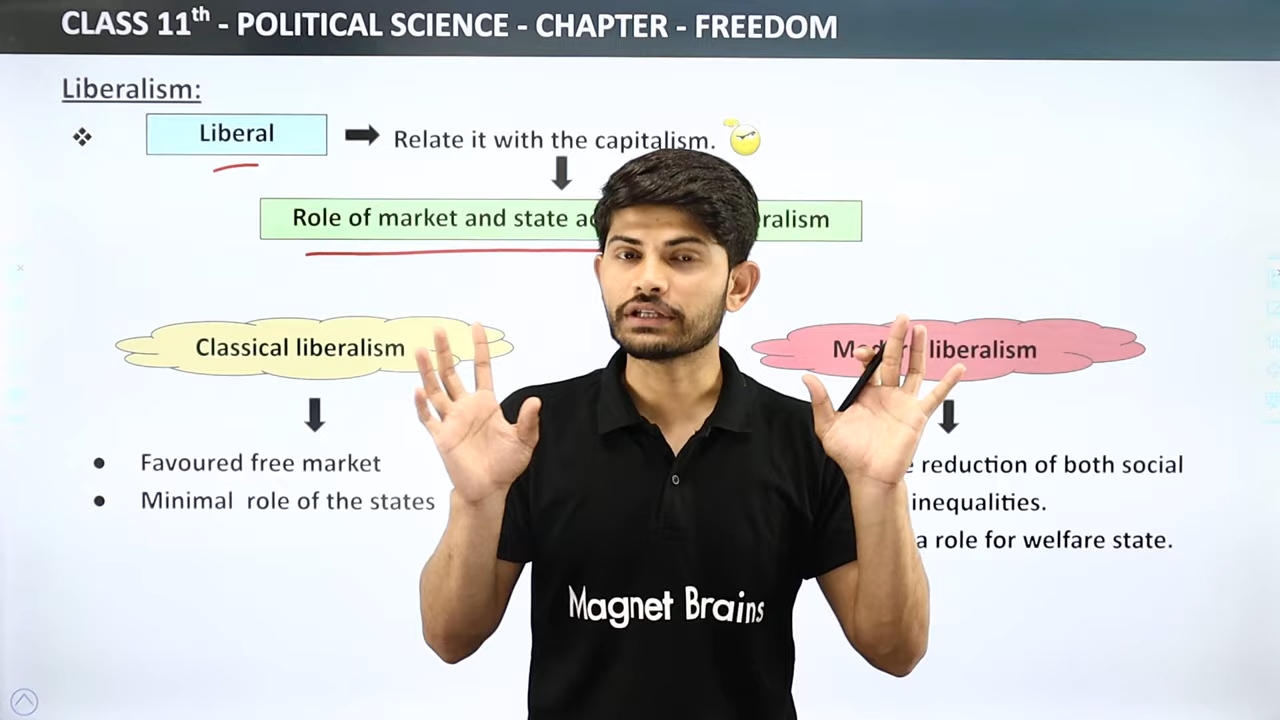 CLASS 11th - POLITICAL SCIENCE - CHAPTER - FREEDOM
Liberalism:
Liberal
Relate it with the capitalism.
Role of market and state
Classical liberalism
liberalism
Favoured free market
Minimal role of the states
reduction of both social
inequalities.
a role for welfare state.
Magnet Brains